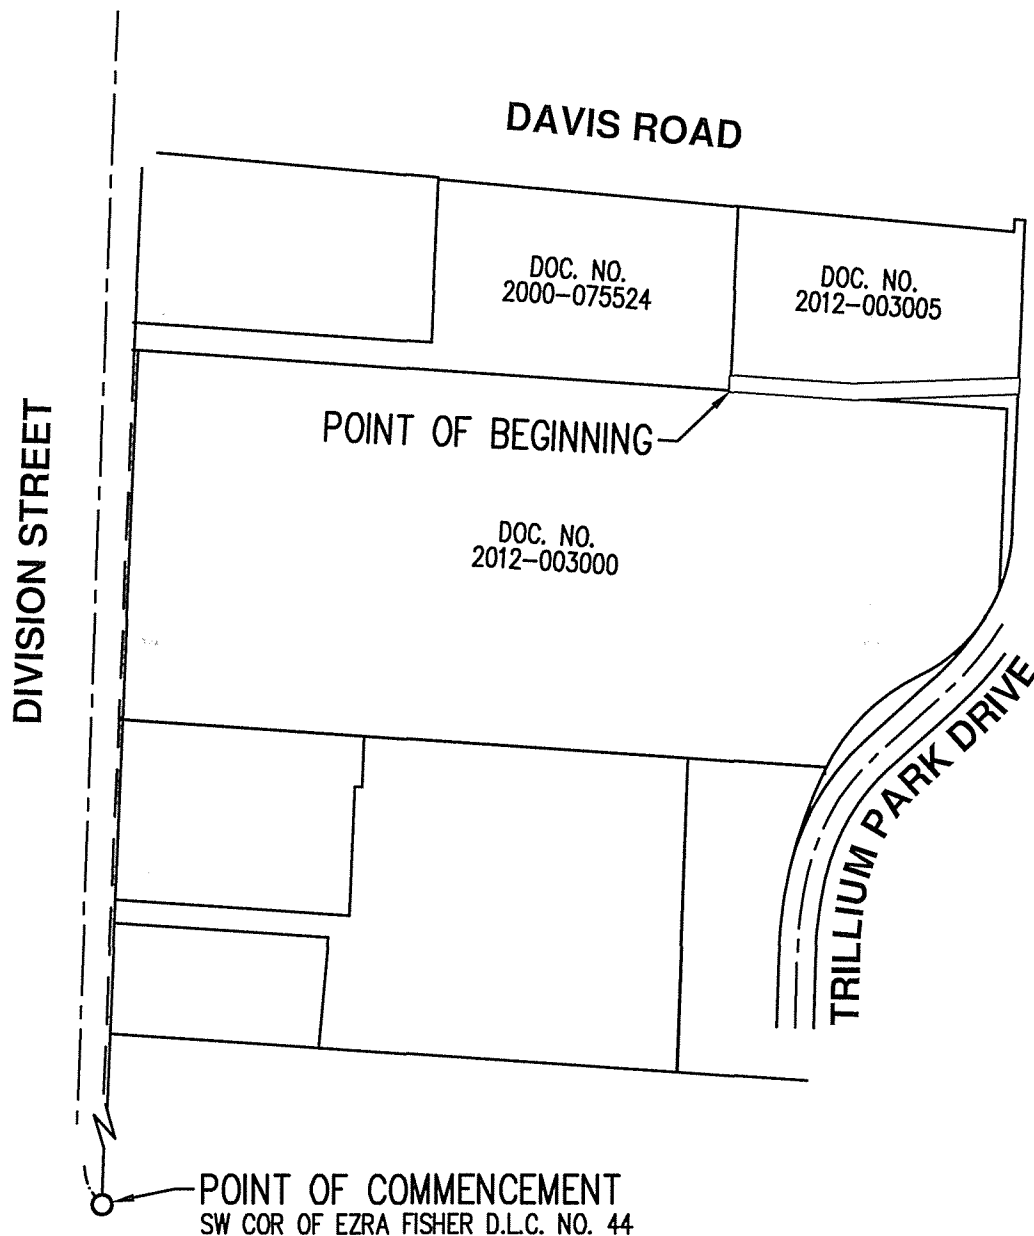 DAVIS ROAD
DOC. NO.
2000-075524
DOC. NO.
2012-003005
POINT OF BEGINNING
DIVISION STREET
DOC. NO.
2012-003000
TRILLIUM PARK DRIVE
POINT OF COMMENCEMENT
SW COR OF EZRA FISHER D.L.C. NO. 44